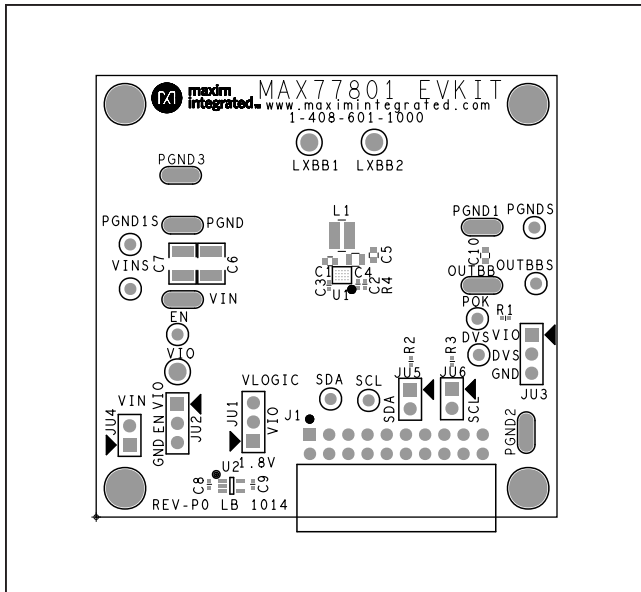 maxim
integrated™
MAX77801 EVKIT
www.maximintegrated.com
1-408-601-1000
LXBB1
LXBB2
PGND3
PGND1S
PGND
VINS
C7
C6
VIN
EN
VIO
L1
C5
C1
C4
C3
U1
C2
R4
PGND1
PGNDS
C10
OUTBB
OUTBBS
POK
R1
DVS
VIO
DVS
GND
JU3
R2
R3
JU5
JU6
SDA
SCL
SDA
SCL
VLOGIC
JU1
VIO
1.8V
J1
VIN
JU4
GND EN VIO
JU2
PGND2
U2
C8
C9
REV-P0 LB 1014